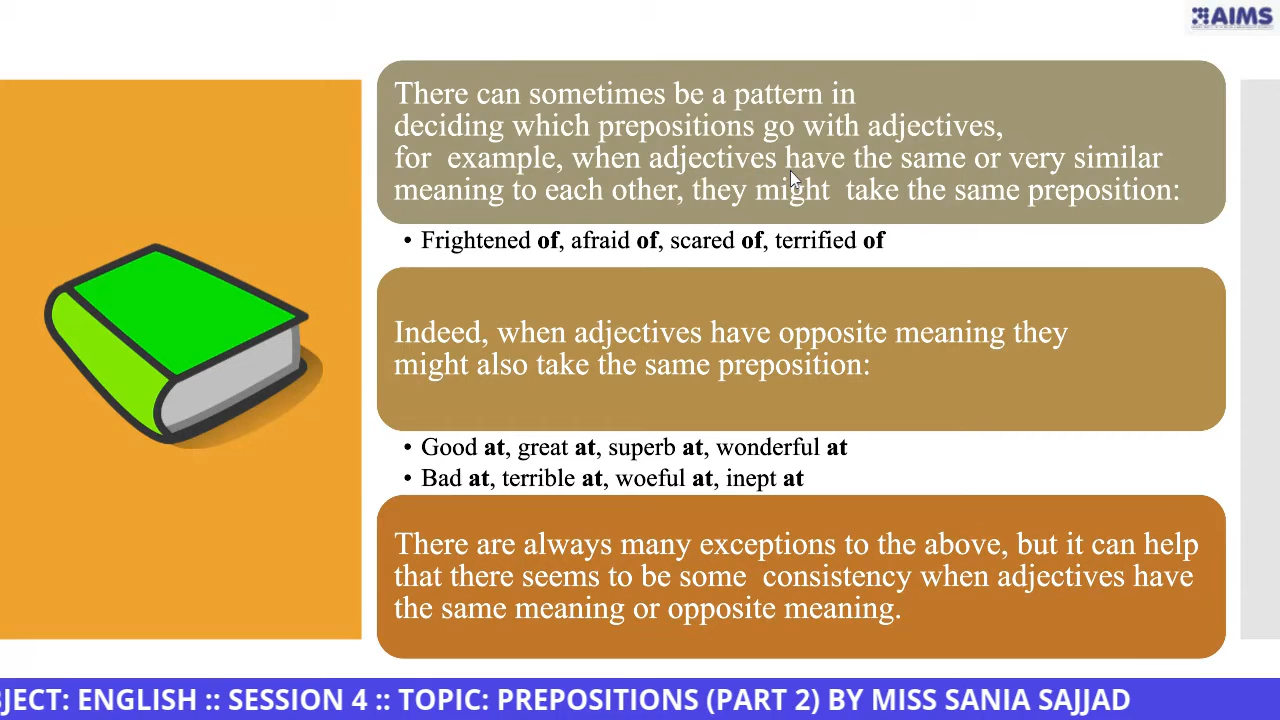 AIMS
There can sometimes be a pattern in
deciding which prepositions go with adjectives,
for example, when adjectives have the same or very similar
meaning to each other, they might take the same preposition:
• Frightened of, afraid of, scared of, terrified of
Indeed, when adjectives have opposite meaning they
might also take the same preposition:
• Good at, great at, superb at, wonderful at
• Bad at, terrible at, woeful at, inept at
There are always many exceptions to the above, but it can help
that there seems to be some consistency when adjectives have
the same meaning or opposite meaning.
JECT: ENGLISH :: SESSION 4 :: TOPIC: PREPOSITIONS (PART 2) BY MISS SANIA SAJJAD